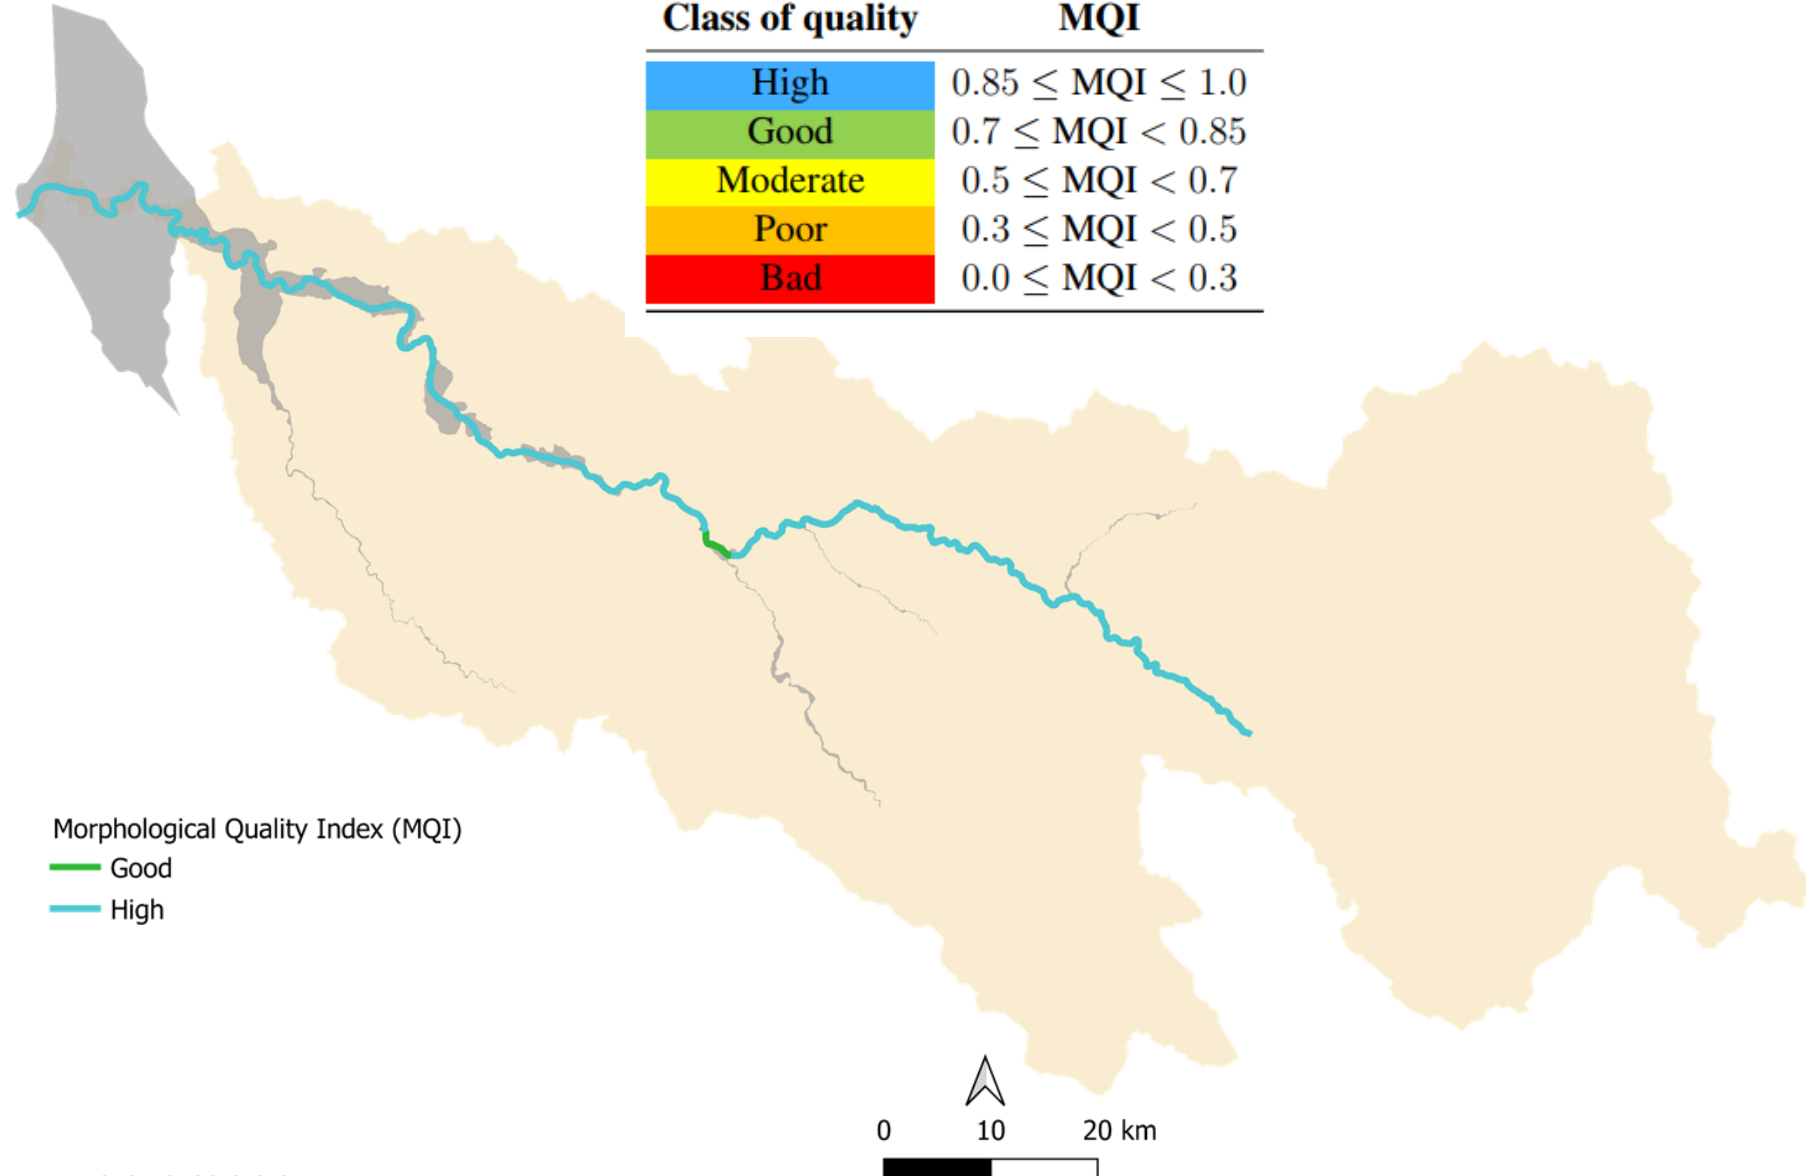 Class of quality MQI
High 0.85 ≤ MQI ≤ 1.0
Good 0.7 ≤ MQI < 0.85
Moderate 0.5 ≤ MQI < 0.7
Poor 0.3 ≤ MQI < 0.5
Bad 0.0 ≤ MQI < 0.3
Morphological Quality Index (MQI)
Good
High
0 10 20 km